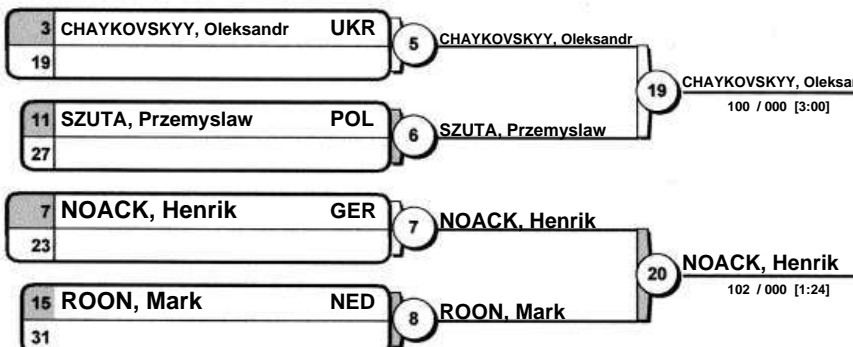 3 CHAYKOVSKYY, Oleksandr UKR
19
5
CHAYKOVSKYY, Oleksandr
11 SZUTA, Przemyslaw POL
27
6
SZUTA, Przemyslaw
19
CHAYKOVSKYY, Oleksa
100 / 000 [3:00]
7 NOACK, Henrik GER
23
7
NOACK, Henrik
15 ROON, Mark NED
31
8
ROON, Mark
20
NOACK, Henrik
102 / 000 [1:24]